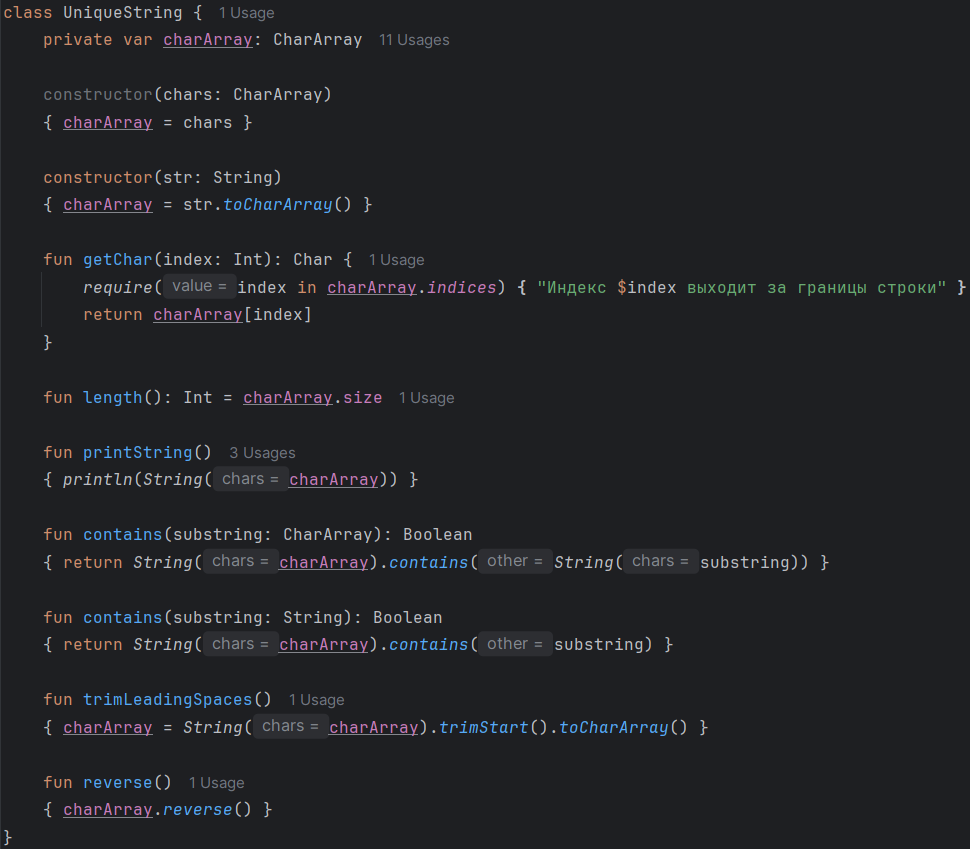 class UniqueString {  1 Usage
    private var charArray: CharArray  11 Usages

    constructor(chars: CharArray)
    { charArray = chars }

    constructor(str: String)
    { charArray = str.toCharArray() }

    fun getChar(index: Int): Char {  1 Usage
        require( value = index in charArray.indices) { "Индекс $index выходит за границы строки" }
        return charArray[index]
    }

    fun length(): Int = charArray.size  1 Usage

    fun printString()  3 Usages
    { println(String( chars = charArray)) }

    fun contains(substring: CharArray): Boolean
    { return String( chars = charArray).contains( other = String( chars = substring)) }

    fun contains(substring: String): Boolean
    { return String( chars = charArray).contains( other = substring) }

    fun trimLeadingSpaces()  1 Usage
    { charArray = String( chars = charArray).trimStart().toCharArray() }

    fun reverse()  1 Usage
    { charArray.reverse() }
}